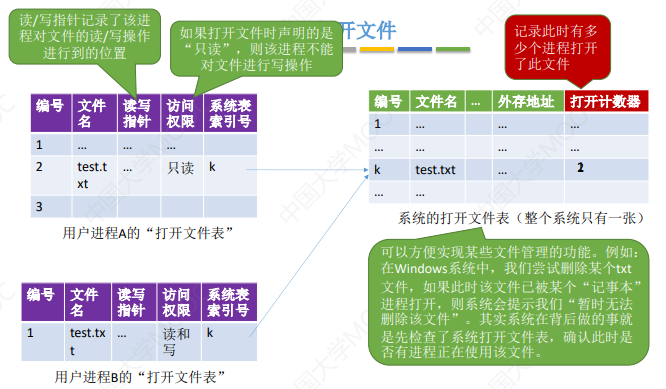 读/写指针记录了该进
程对文件的读/写操作
进行到的位置
如果打开文件时声明的是
“只读”，则该进程不能
对文件进行写操作
开文件
记录此时有多
少个进程打开
了此文件
编号 文件名 读写指针 访问权限 系统表索引号
1 … … …
2 test.txt … 只读 k
3
用户进程A的“打开文件表”
编号 文件名 … 外存地址 打开计数器
1 … … …
… … … …
k test.txt … 2
… …
系统的打开文件表（整个系统只有一张）
编号 文件名 读写指针 访问权限 系统表索引号
1 test.txt … 读和写 k
用户进程B的“打开文件表”
可以方便实现某些文件管理的功能。例如：
在Windows系统中，我们尝试删除某个txt
文件，如果此时该文件已被某个“记事本”
进程打开，则系统会提示我们“暂时无法
删除该文件”。其实系统在背后做的事就
是先检查了系统打开文件表，确认此时是
否有进程正在使用该文件。